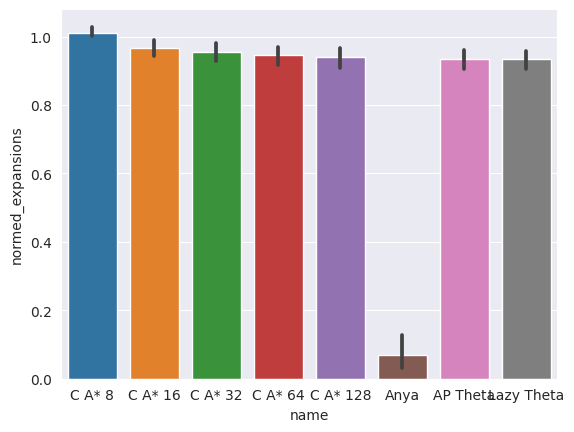 1.0
0.8
0.6
0.4
0.2
0.0
normed_expansions
C A* 8 C A* 16 C A* 32 C A* 64 C A* 128 Anya AP Theta Lazy Theta
name